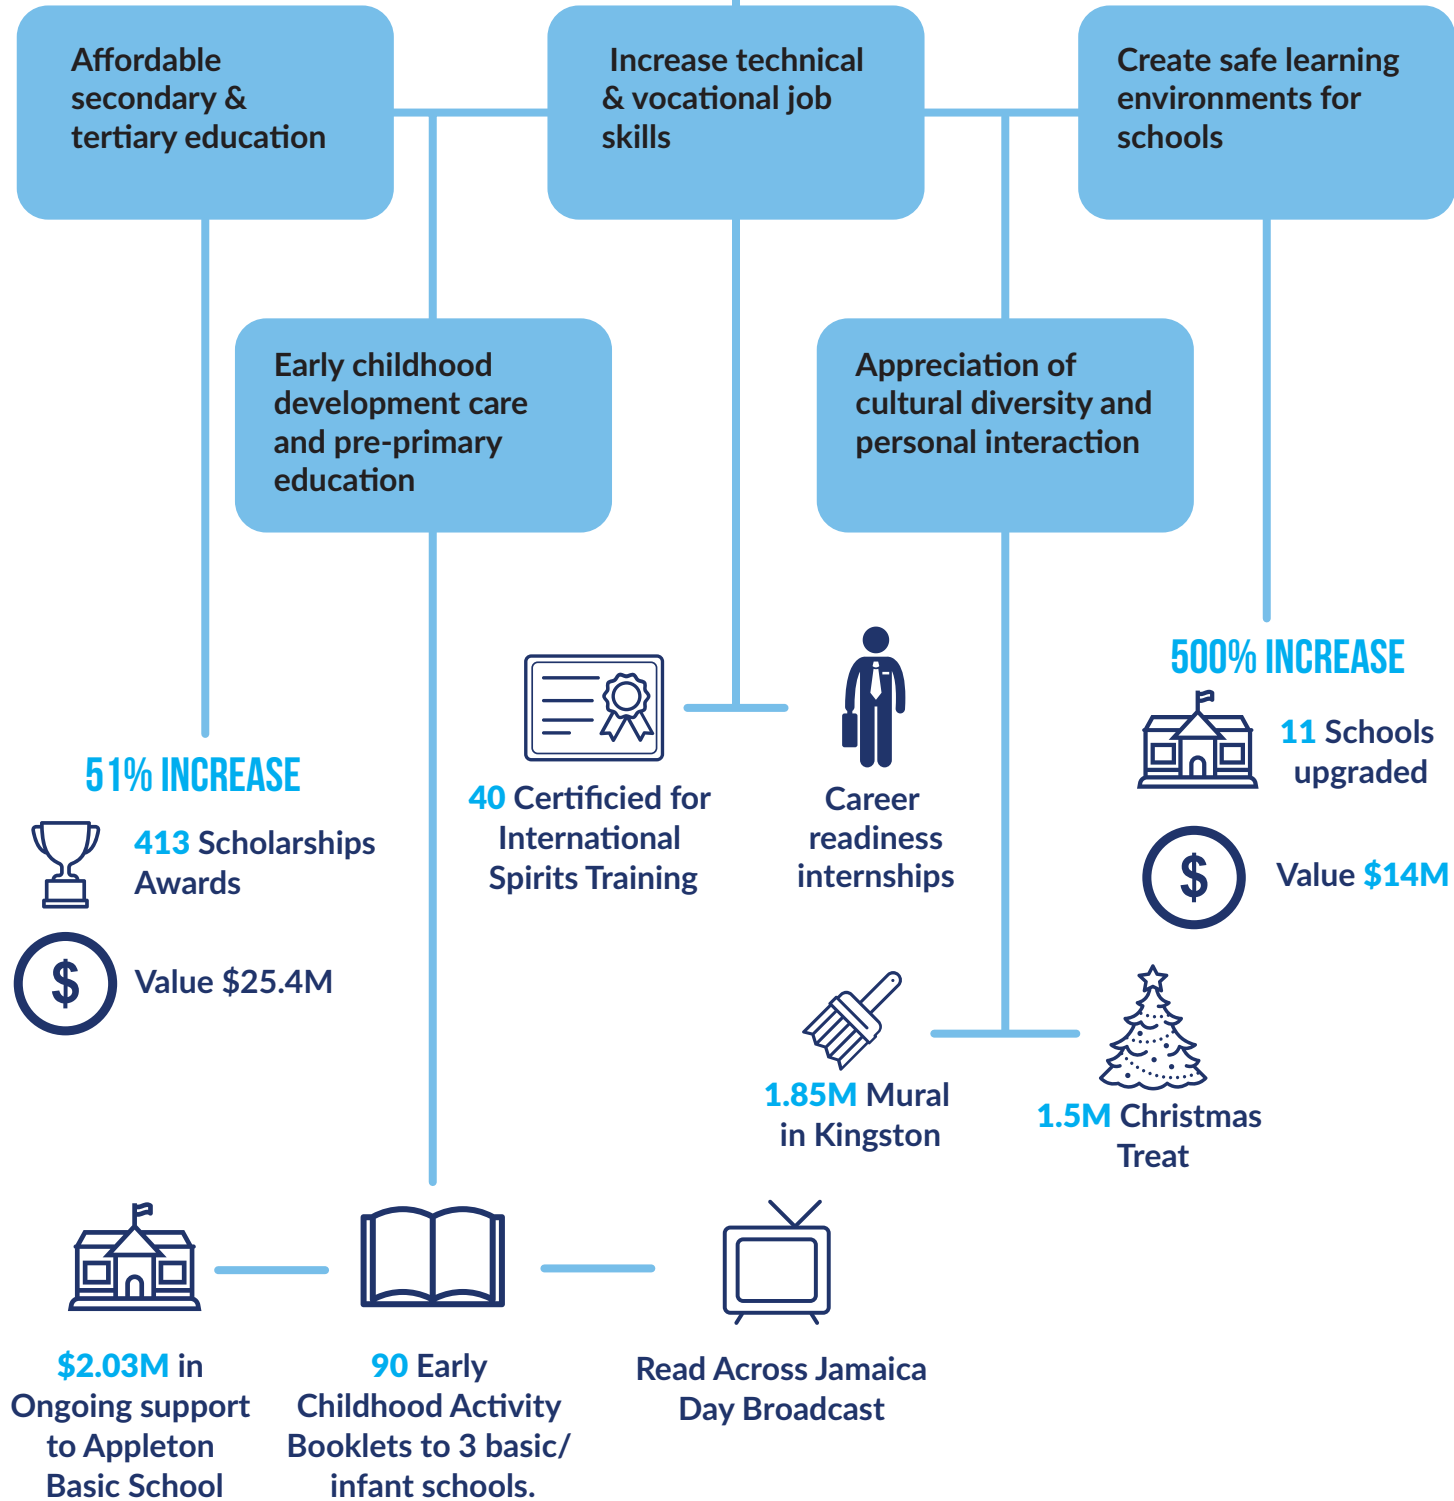 Affordable
secondary &
tertiary education
Increase technical
& vocational job
skills
Create safe learning
environments for
schools
Early childhood
development care
and pre-primary
education
Appreciation of
cultural diversity and
personal interaction
51% INCREASE
413 Scholarships
Awards
$
Value $25.4M
40 Certificied for
International
Spirits Training
Career
readiness
internships
500% INCREASE
11 Schools
upgraded
$
Value $14M
1.85M Mural
in Kingston
1.5M Christmas
Treat
$2.03M in
Ongoing support
to Appleton
Basic School
90 Early
Childhood Activity
Booklets to 3 basic/
infant schools.
Read Across Jamaica
Day Broadcast